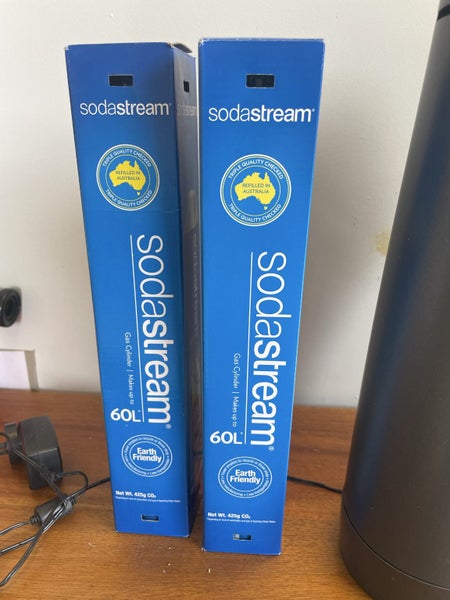 sodastream®
TRIPLE QUALITY CHECKED
REFILLED IN
AUSTRALIA
TRIPLE QUALITY CHECKED
sodastream®
Gas Cylinder | Makes up to
60L
Earth
Friendly
Net Wt. 425g CO₂
sodastream®
TRIPLE QUALITY CHECKED
REFILLED IN
AUSTRALIA
TRIPLE QUALITY CHECKED
sodastream®
Gas Cylinder | Makes up to
60L
Earth
Friendly
Net Wt. 425g CO₂